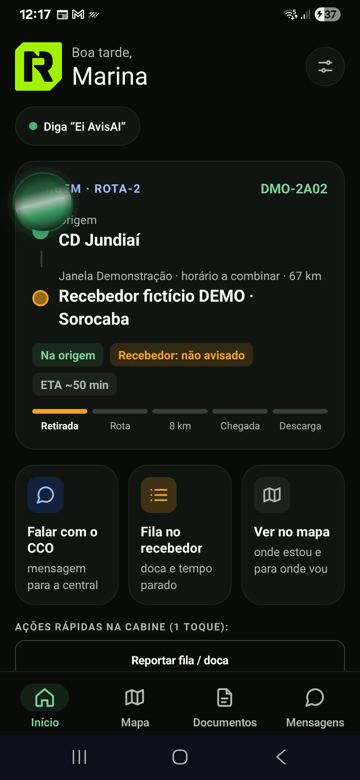 12:17
37
R
Boa tarde,
Marina
Diga “Ei AvisAI”
· ROTA-2
DMO-2A02
CD Jundiaí
Janela Demonstração · horário a combinar · 67 km
Recebedor fictício DEMO ·
Sorocaba
Na origem
Recebedor: não avisado
ETA ~50 min
Retirada
Rota
8 km
Chegada
Descarga
Falar com o
CCO
mensagem
para a central
Fila no
recebedor
doca e tempo
parado
Ver no mapa
onde estou e
para onde vou
AÇÕES RÁPIDAS NA CABINE (1 TOQUE):
Reportar fila / doca
Início
Mapa
Documentos
Mensagens